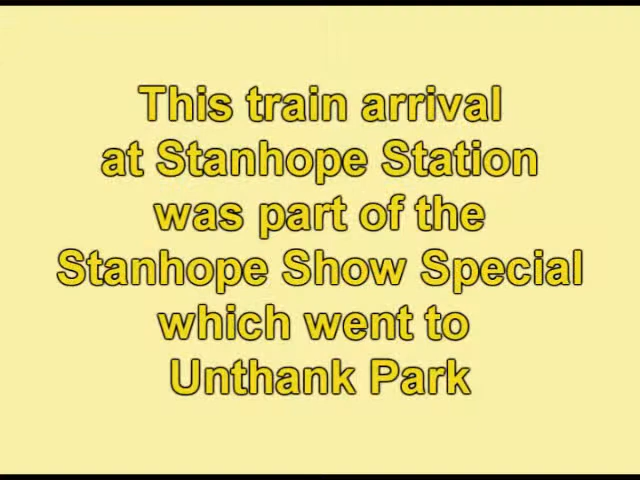 This train arrival
at Stanhope Station
was part of the
Stanhope Show Special
which went to
Unthank Park